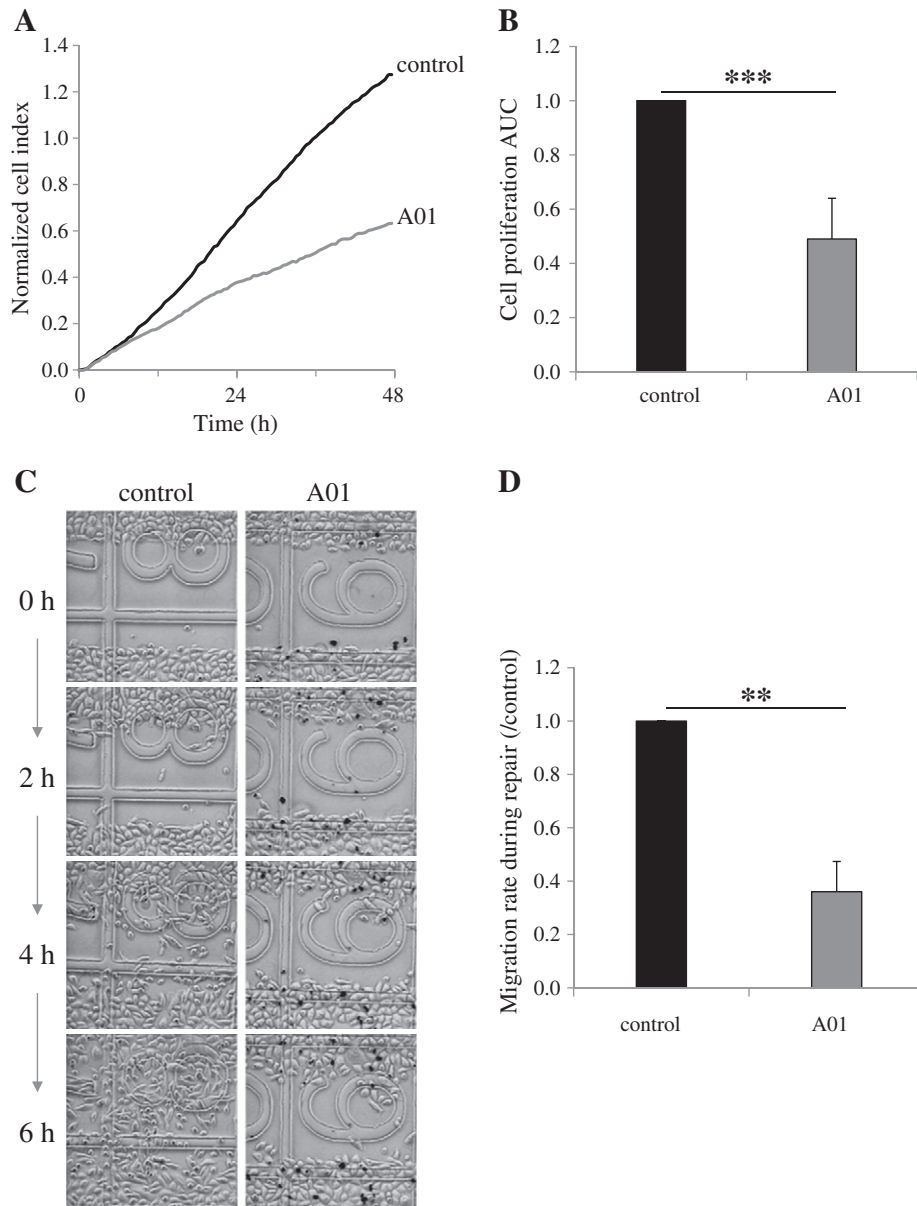 A
Normalized cell index
1.4
1.2
1.0
0.8
0.6
0.4
0.2
0.0
0
24
48
Time (h)
control
A01
B
Cell proliferation AUC
1.2
1.0
0.8
0.6
0.4
0.2
0.0
***
control
A01
C
control
A01
0 h
2 h
4 h
6 h
D
Migration rate during repair (/control)
1.2
1.0
0.8
0.6
0.4
0.2
0.0
**
control
A01